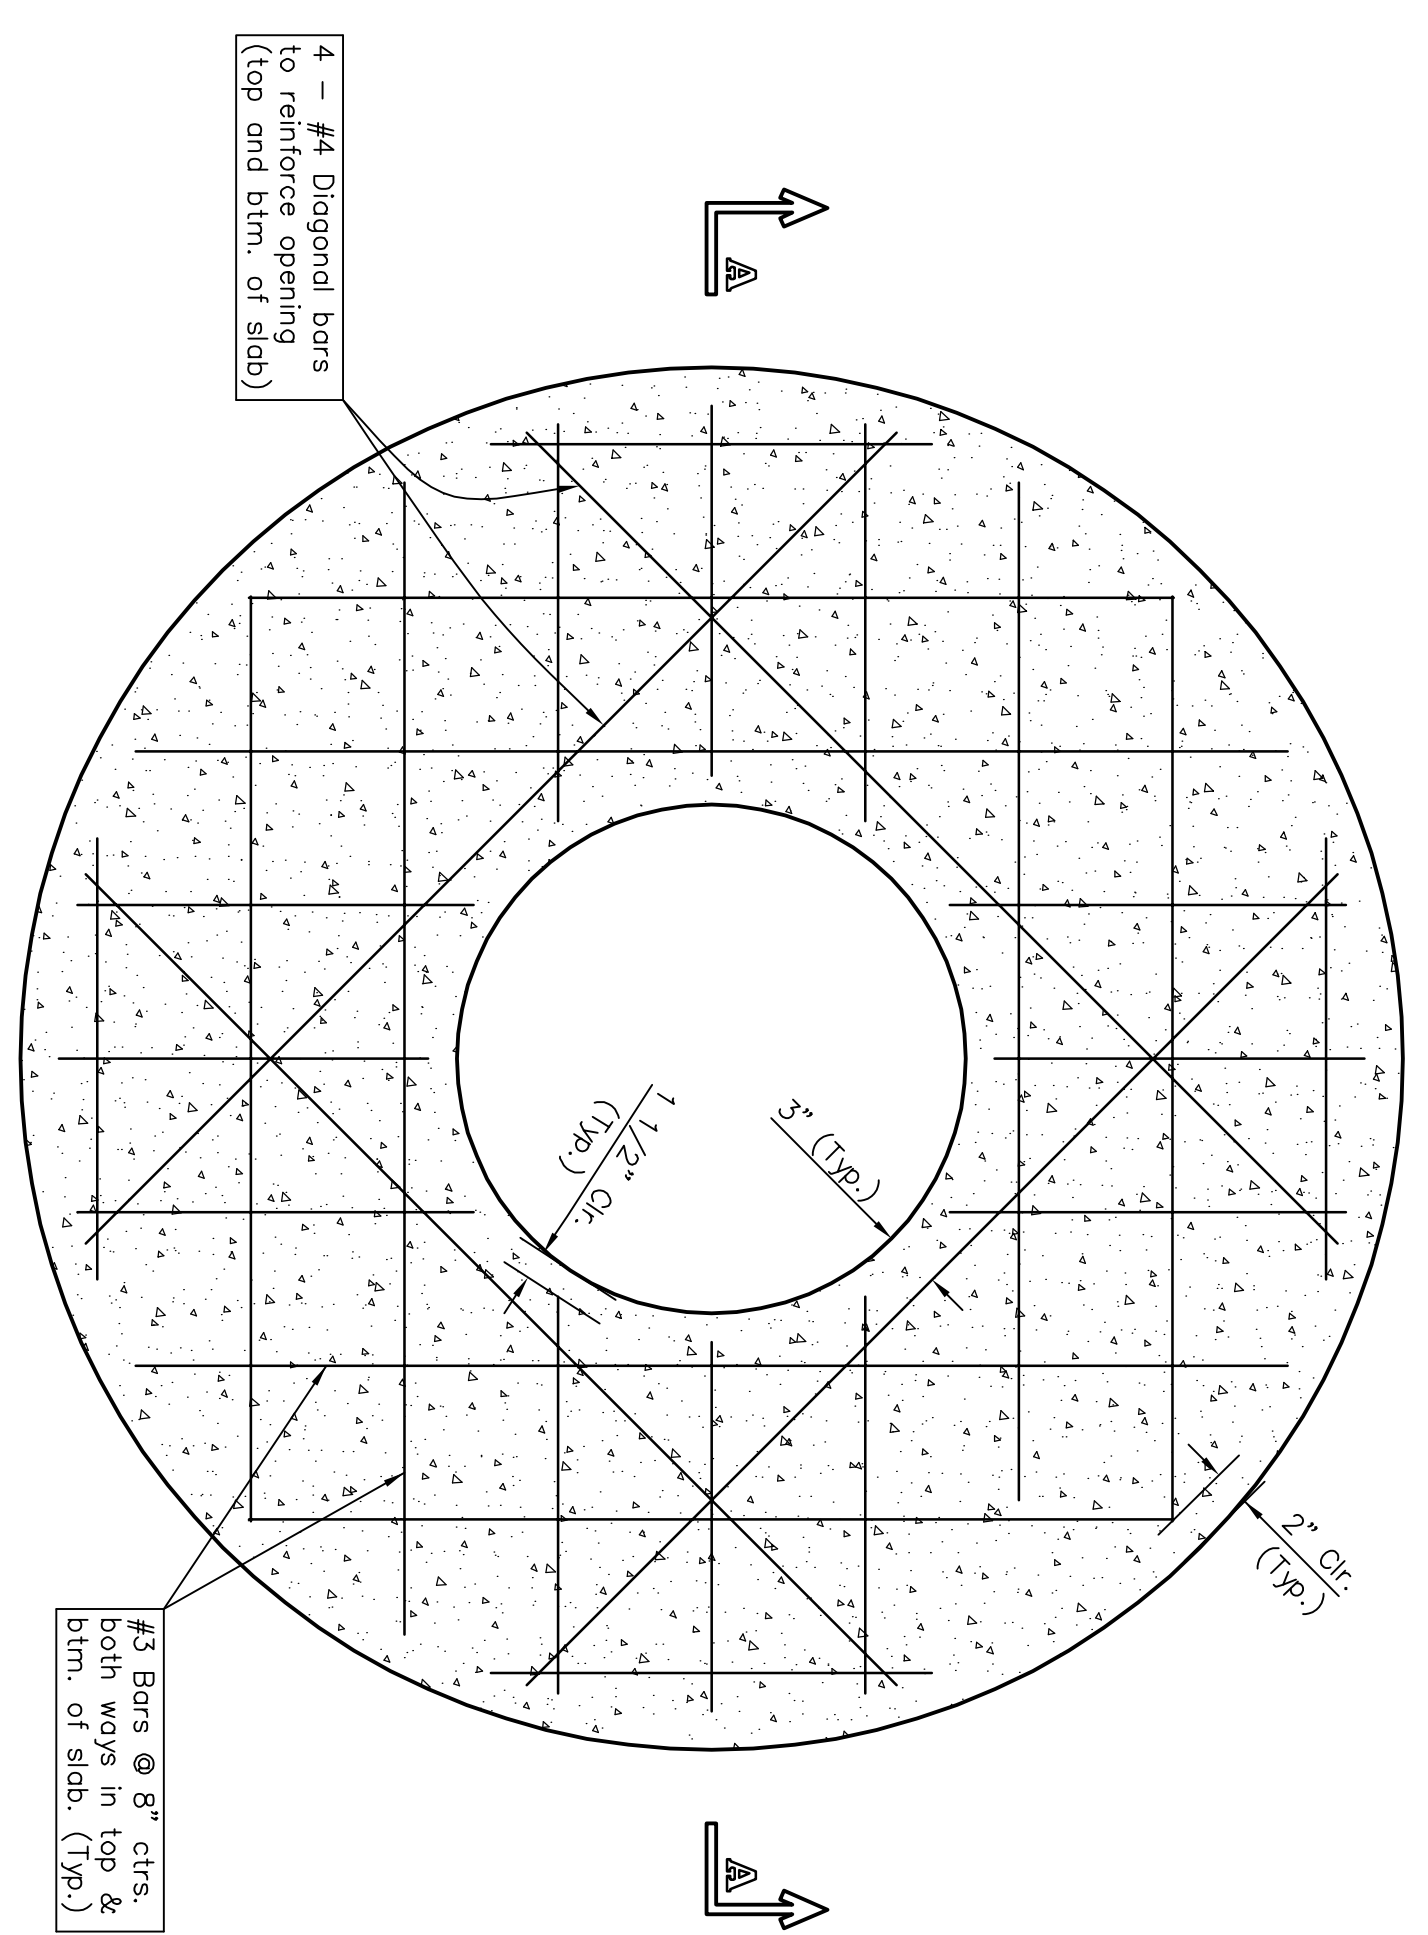 4 - #4 Diagonal bars
to reinforce opening
(top and btm. of slab)
A
3" (Typ.)
1 1/2" Clr.
(Typ.)
2" Clr.
(Typ.)
#3 Bars @ 8" ctrs.
both ways in top &
btm. of slab. (Typ.)
A